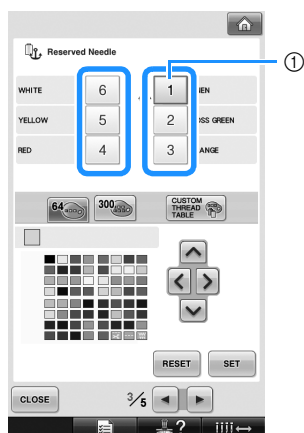 ①
Reserved Needle
WHITE 6 1
YELLOW 5 2 OSS GREEN
RED 4 3 ANGE
64 300 CUSTOM THREAD TABLE
RESET SET
CLOSE 3/5
?